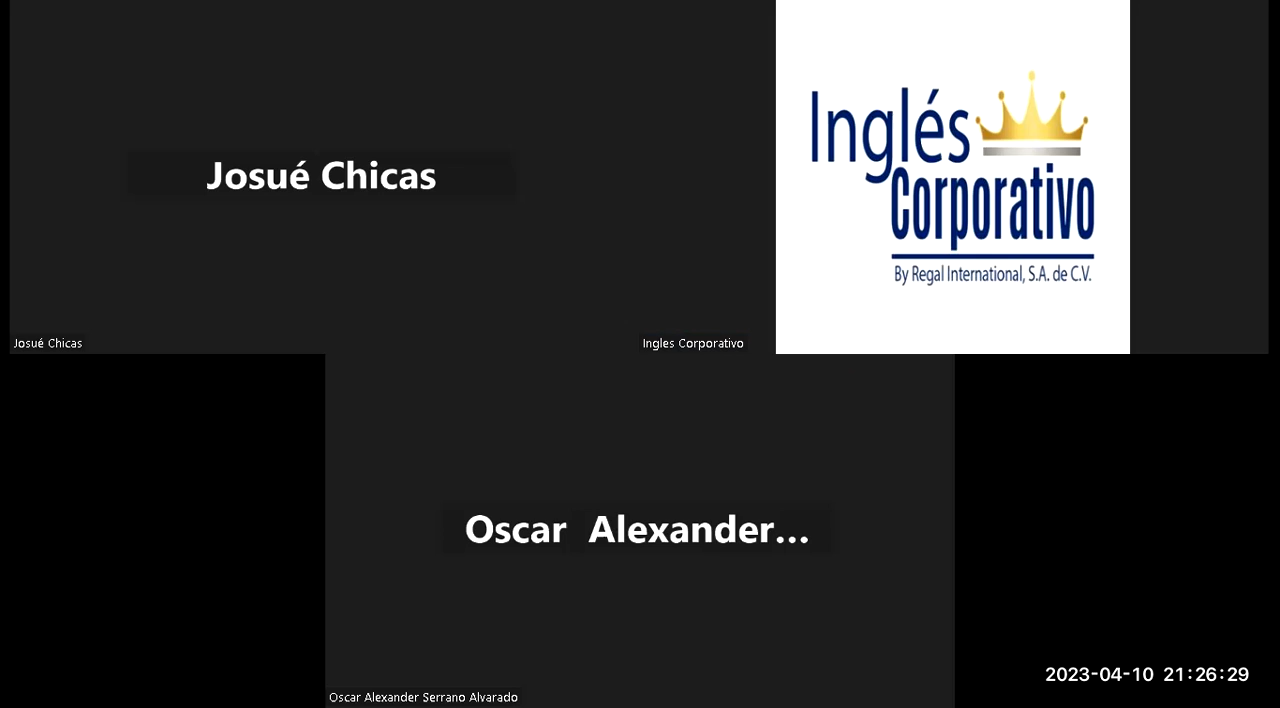 Josué Chicas
Inglés
Corporativo
By Regal International, S.A. de C.V.
Josué Chicas
Ingles Corporativo
Oscar Alexander...
Oscar Alexander Serrano Alvarado
2023-04-10 21:26:29